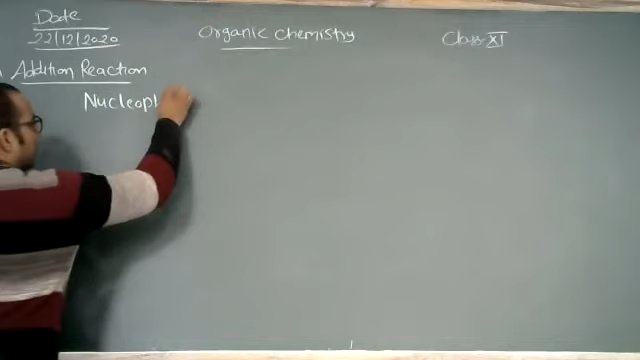 Date
22/12/2020
Organic Chemistry
Class-XI
Addition Reaction
Nucleopl